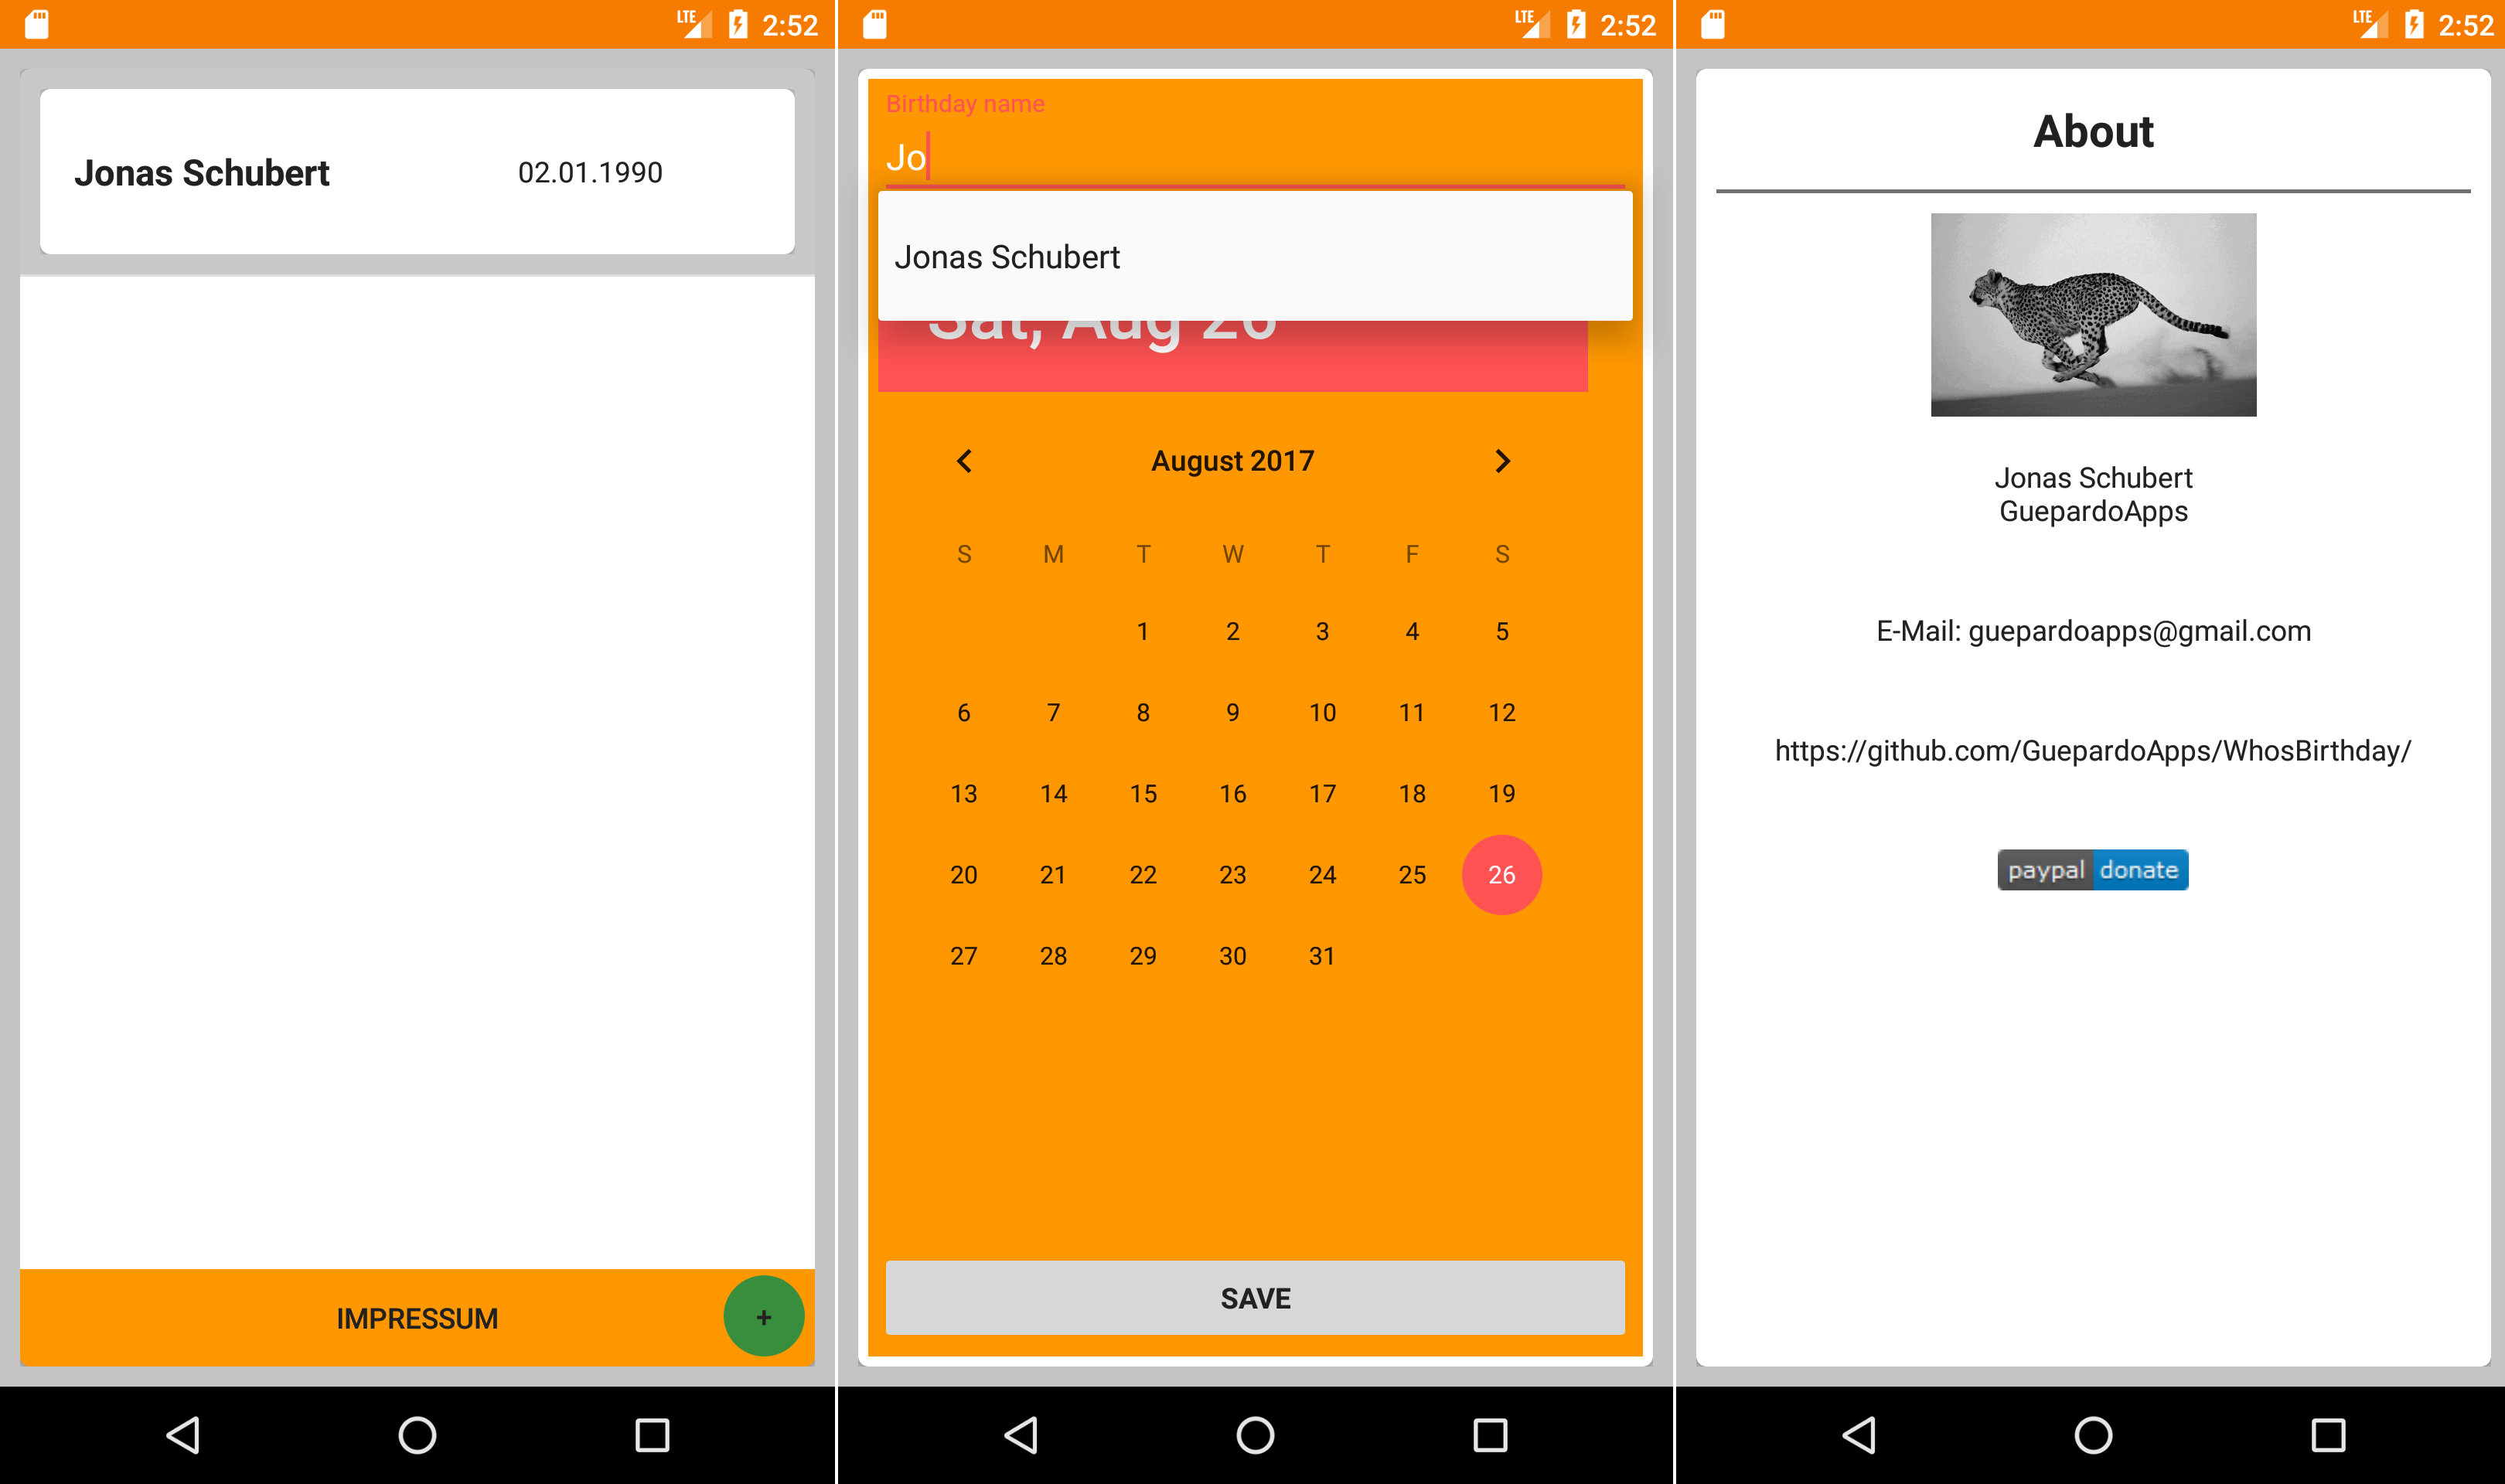 LTE 2:52
Jonas Schubert 02.01.1990
IMPRESSUM
+
LTE 2:52
Birthday name
Jo
Jonas Schubert
Sat, Aug 26
August 2017
S M T W T F S
1 2 3 4 5
6 7 8 9 10 11 12
13 14 15 16 17 18 19
20 21 22 23 24 25 26
27 28 29 30 31
SAVE
LTE 2:52
About
Jonas Schubert
GuepardoApps
E-Mail: guepardoapps@gmail.com
https://github.com/GuepardoApps/WhosBirthday/
paypal donate